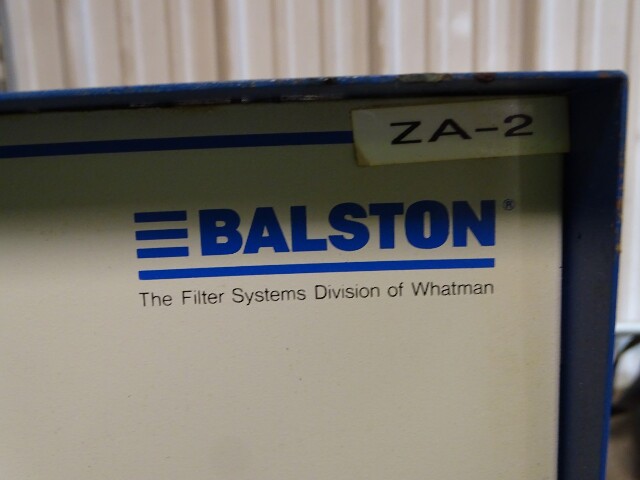 ZA-2
BALSTON®
The Filter Systems Division of Whatman